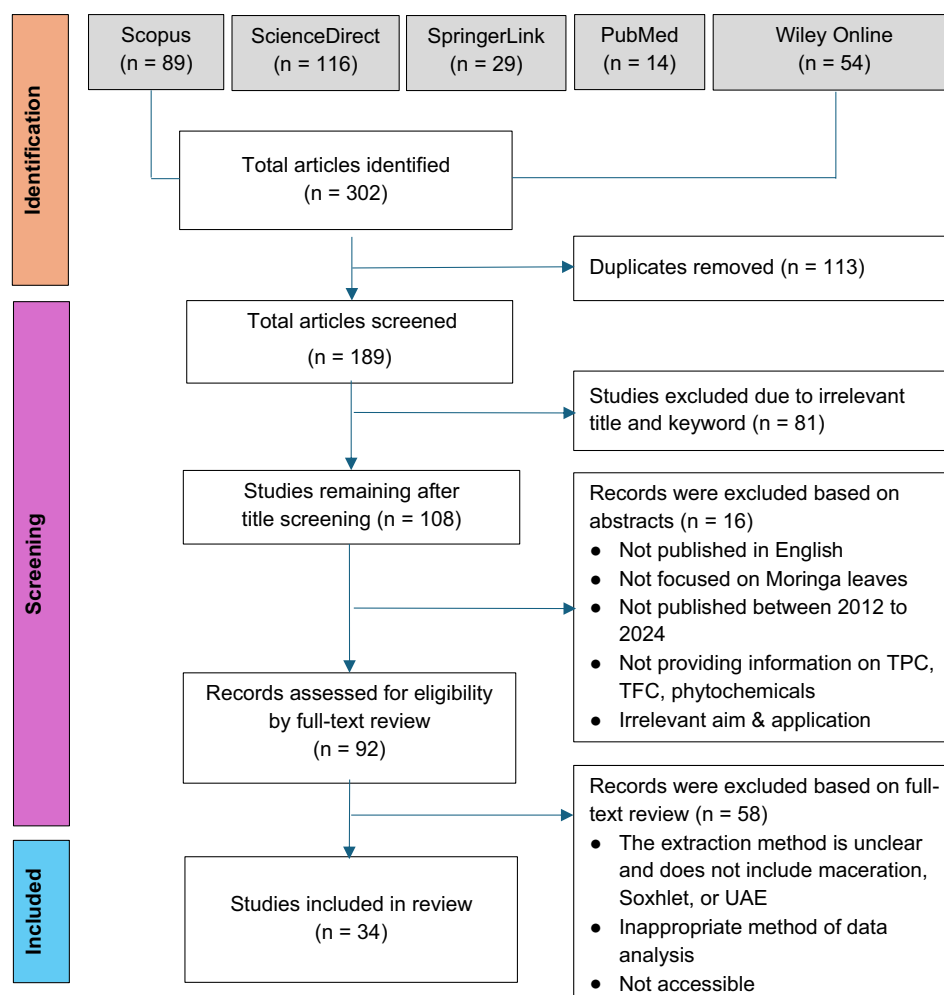 Identification
Scopus
(n = 89)
ScienceDirect
(n = 116)
SpringerLink
(n = 29)
PubMed
(n = 14)
Wiley Online
(n = 54)
Total articles identified
(n = 302)
Duplicates removed (n = 113)
Screening
Total articles screened
(n = 189)
Studies excluded due to irrelevant
title and keyword (n = 81)
Studies remaining after
title screening (n = 108)
Records were excluded based on
abstracts (n = 16)
● Not published in English
● Not focused on Moringa leaves
● Not published between 2012 to
2024
● Not providing information on TPC,
TFC, phytochemicals
● Irrelevant aim & application
Records assessed for eligibility
by full-text review
(n = 92)
Records were excluded based on full-
text review (n = 58)
● The extraction method is unclear
and does not include maceration,
Soxhlet, or UAE
● Inappropriate method of data
analysis
● Not accessible
Included
Studies included in review
(n = 34)